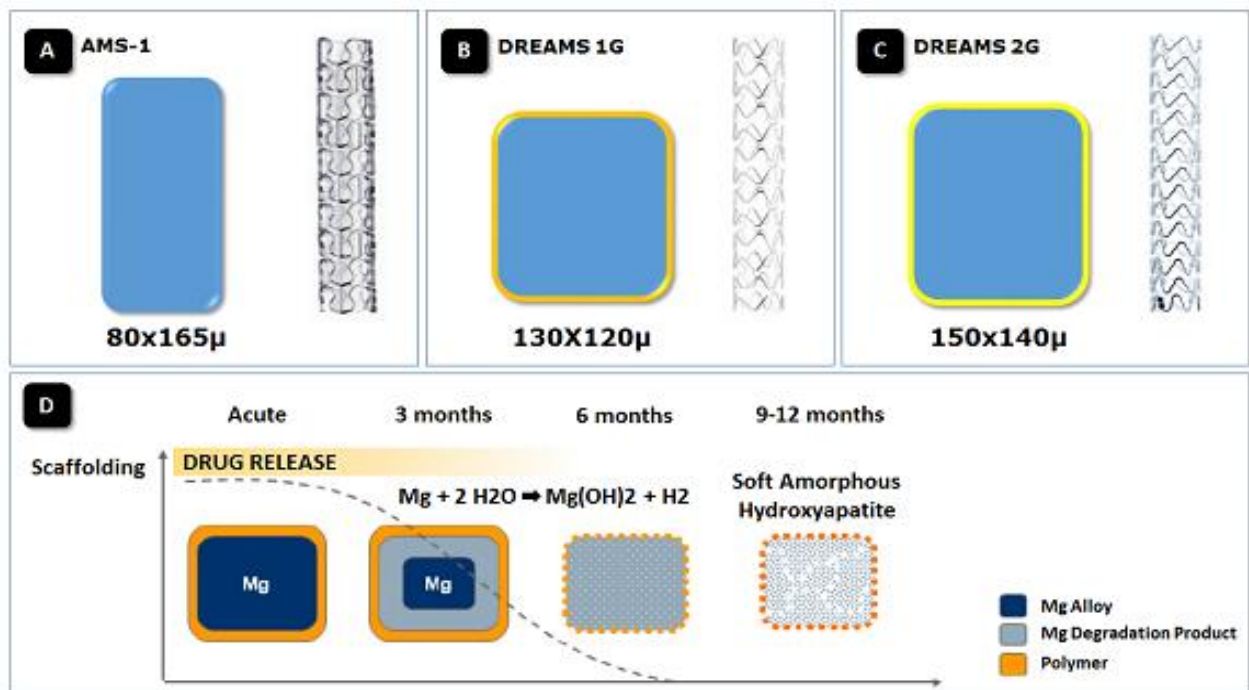 A AMS-1
80x165µ
B DREAMS 1G
130X120µ
C DREAMS 2G
150x140µ
D
Acute 3 months 6 months 9-12 months
Scaffolding
DRUG RELEASE
Mg + 2 H2O ➡ Mg(OH)2 + H2
Soft Amorphous
Hydroxyapatite
Mg
Mg
Mg Alloy
Mg Degradation Product
Polymer